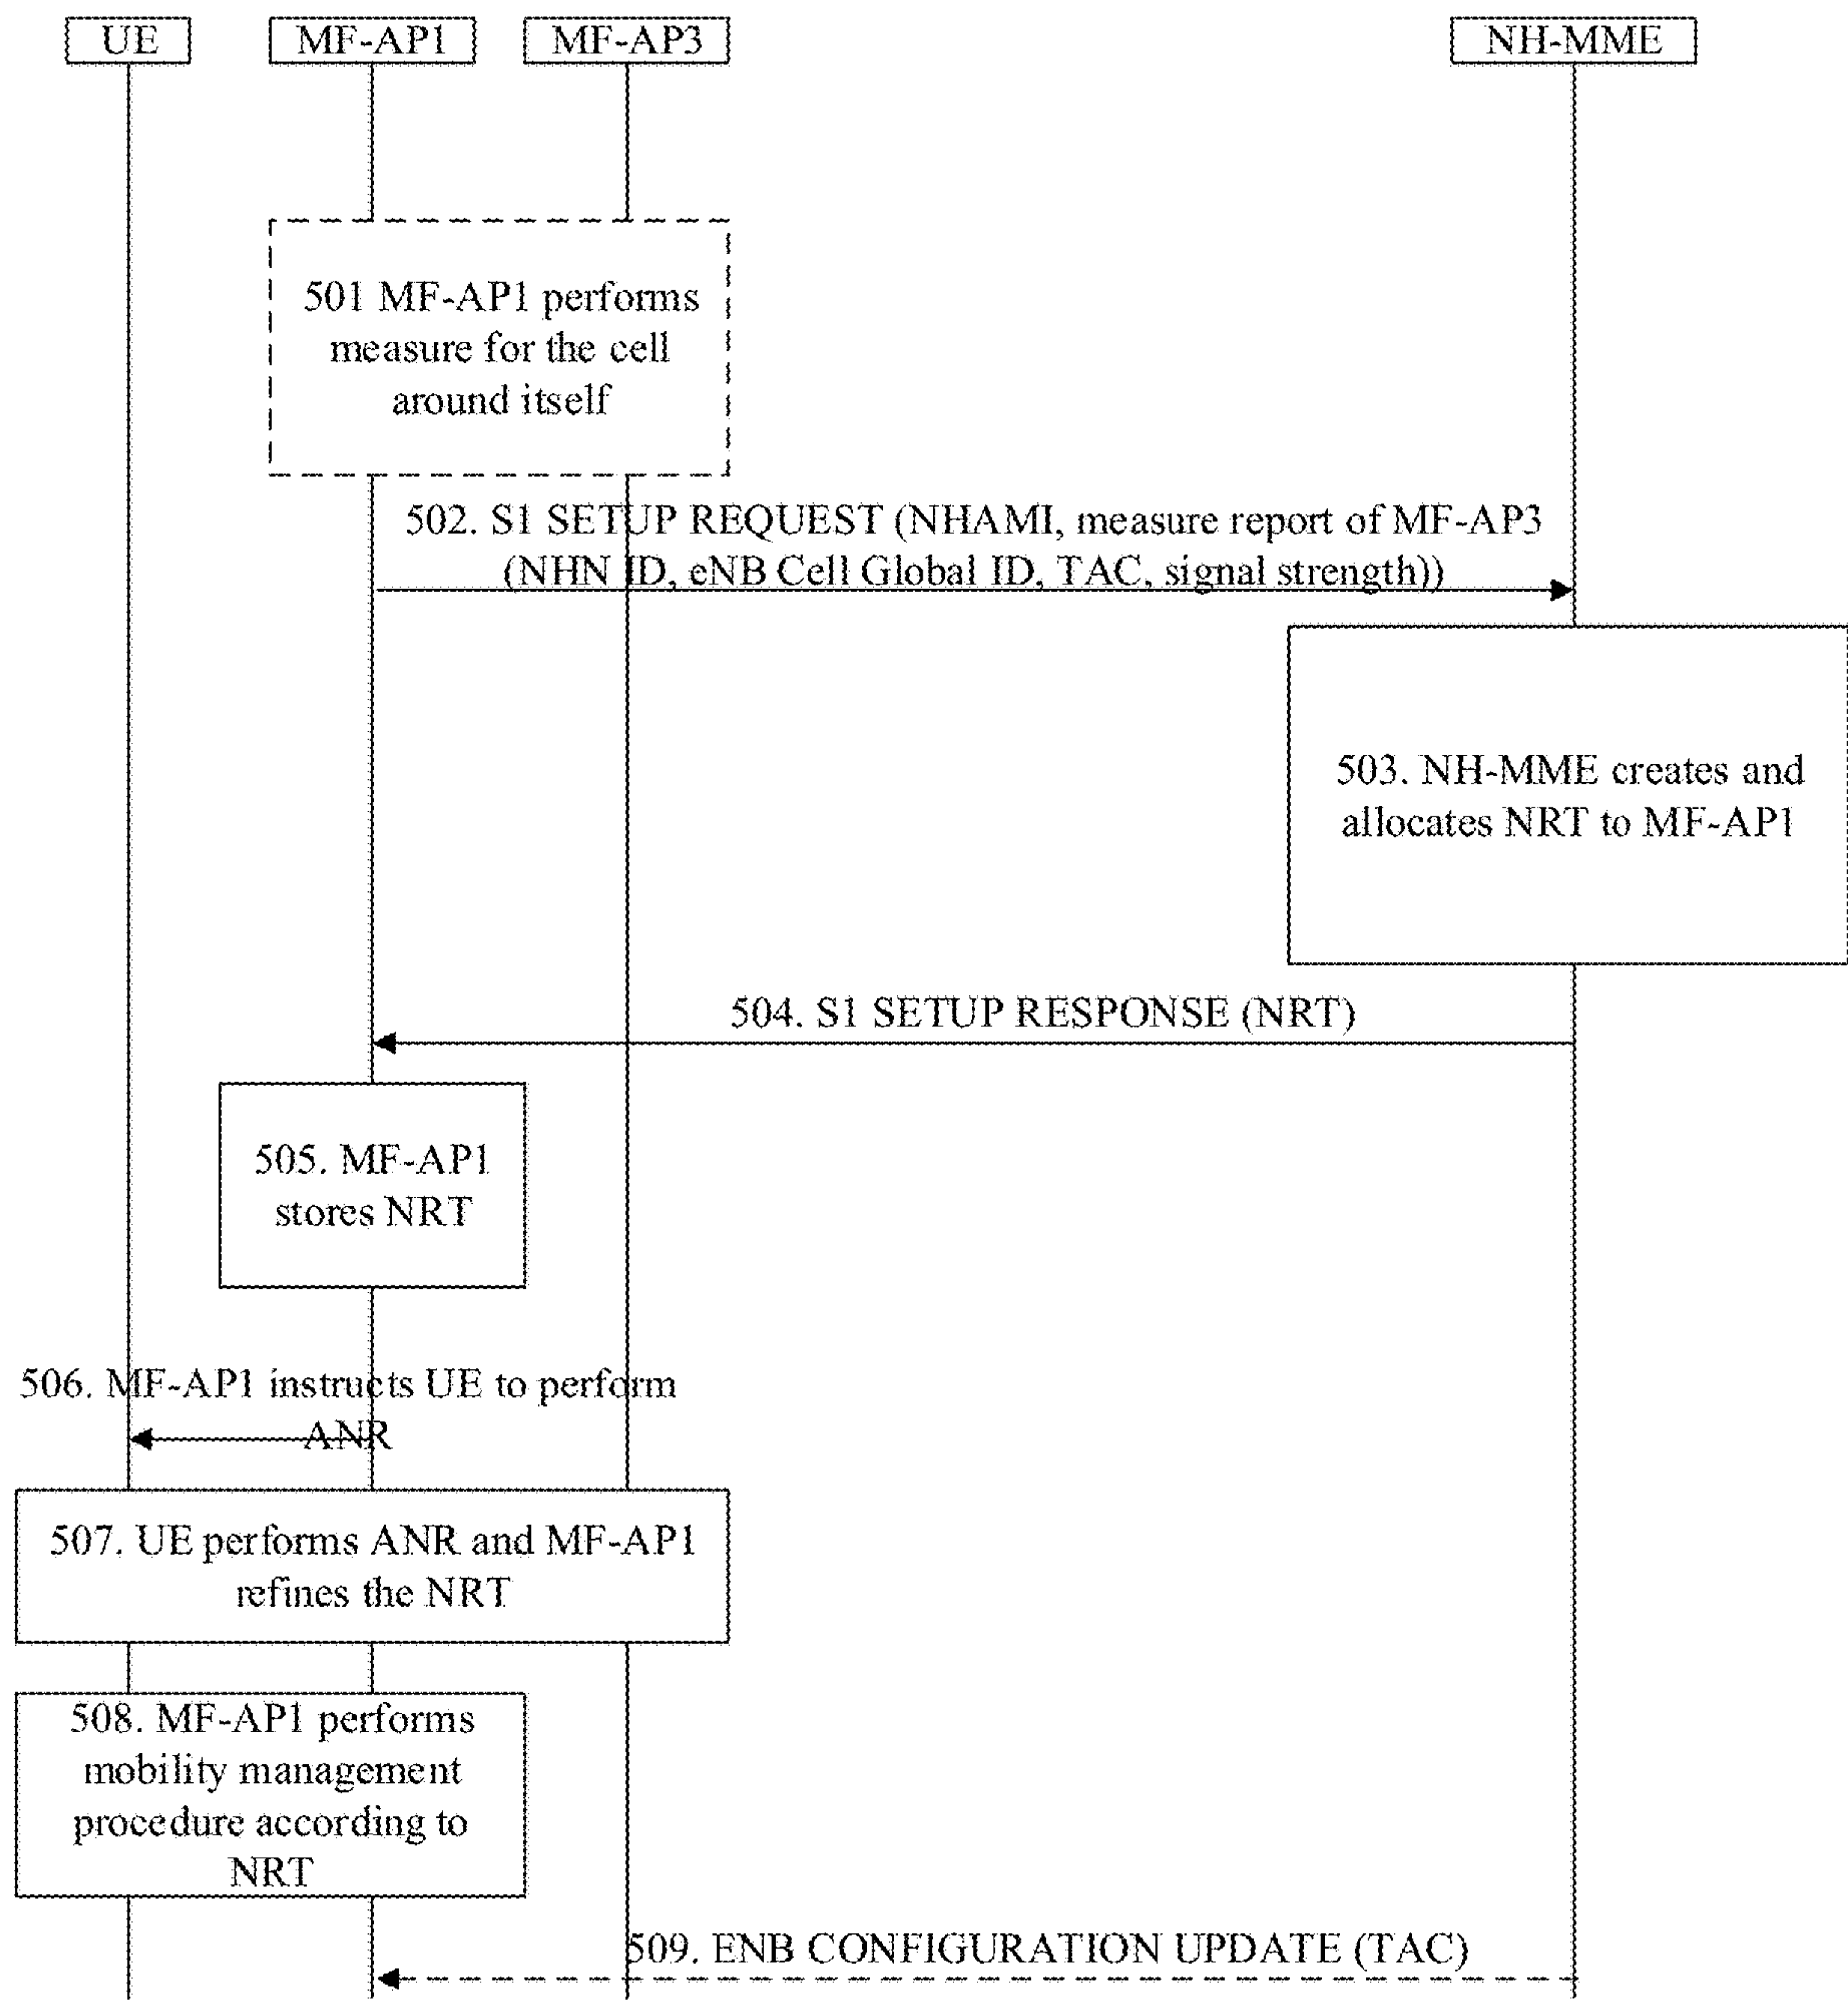 UE
MF-AP1
MF-AP3
NH-MME
501 MF-AP1 performs
measure for the cell
around itself
502. S1 SETUP REQUEST (NHAMI, measure report of MF-AP3
(NHN ID, eNB Cell Global ID, TAC, signal strength))
503. NH-MME creates and
allocates NRT to MF-AP1
504. S1 SETUP RESPONSE (NRT)
505. MF-AP1
stores NRT
506. MF-AP1 instructs UE to perform
ANR
507. UE performs ANR and MF-AP1
refines the NRT
508. MF-AP1 performs
mobility management
procedure according to
NRT
509. ENB CONFIGURATION UPDATE (TAC)